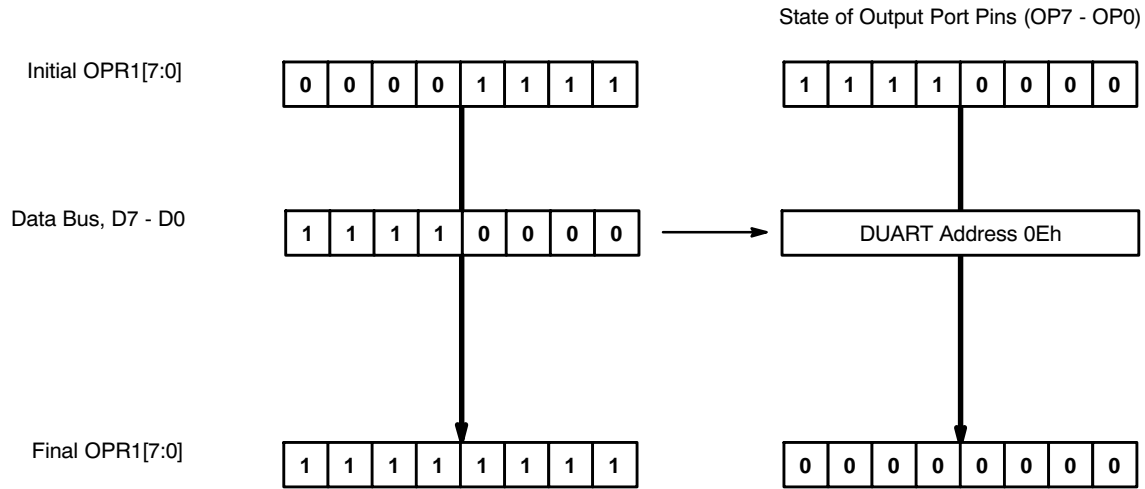 State of Output Port Pins (OP7 - OP0)
Initial OPR1[7:0] 0 0 0 0 1 1 1 1 1 1 1 1 0 0 0 0
Data Bus, D7 - D0 1 1 1 1 0 0 0 0 DUART Address 0Eh
Final OPR1[7:0] 1 1 1 1 1 1 1 1 0 0 0 0 0 0 0 0